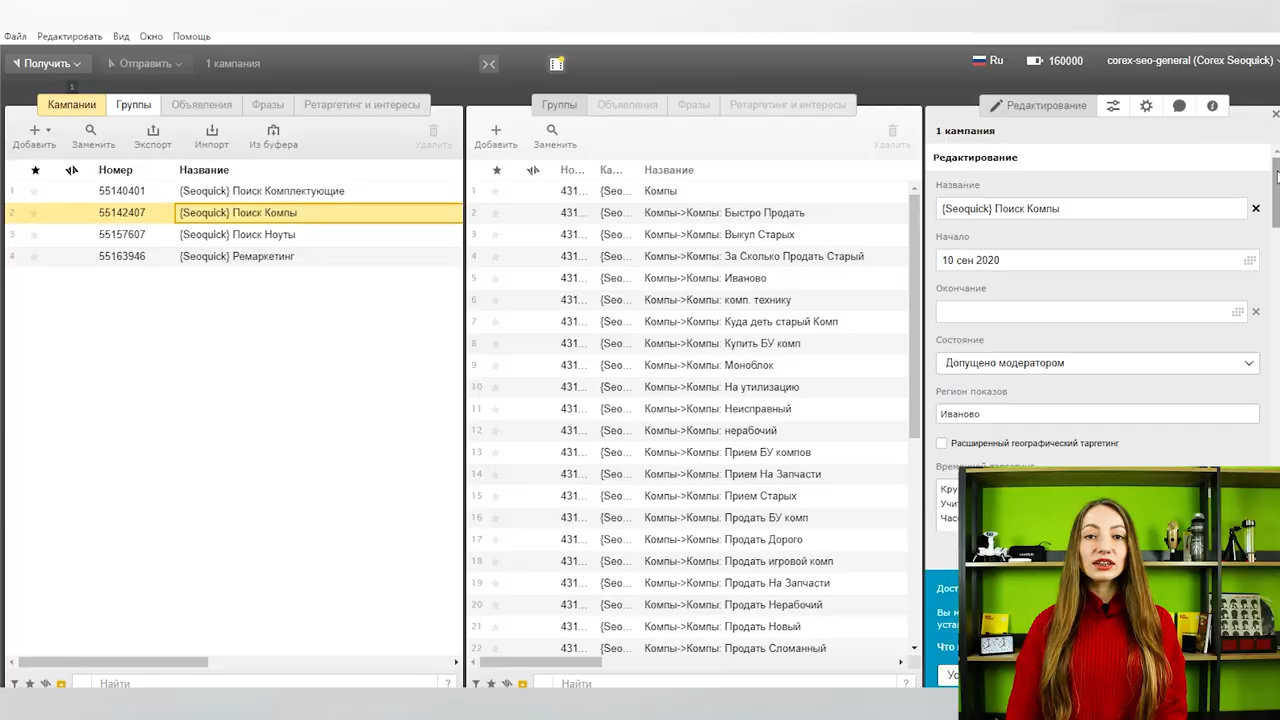 Файл Редактировать Вид Окно Помощь
Получить Отправить 1 кампания Ru 160000 corex-seo-general (Corex Seoquick)
1
Кампании Группы Объявления Фразы Ретаргетинг и интересы
Группы Объявления Фразы Ретаргетинг и интересы
Редактирование
Добавить Заменить Экспорт Импорт Из буфера Удалить
Добавить Заменить Удалить
Номер Название
1 55140401 {Seoquick} Поиск Комплектующие
2 55142407 {Seoquick} Поиск Компы
3 55157607 {Seoquick} Поиск Ноуты
4 55163946 {Seoquick} Ремаркетинг
Найти ?
Но... Ка... Название
1 431... {Seo... Компы
2 431... {Seo... Компы->Компы: Быстро Продать
3 431... {Seo... Компы->Компы: Выкуп Старых
4 431... {Seo... Компы->Компы: За Сколько Продать Старый
5 431... {Seo... Компы->Компы: Иваново
6 431... {Seo... Компы->Компы: комп. технику
7 431... {Seo... Компы->Компы: Куда деть старый Комп
8 431... {Seo... Компы->Компы: Купить БУ комп
9 431... {Seo... Компы->Компы: Моноблок
10 431... {Seo... Компы->Компы: На утилизацию
11 431... {Seo... Компы->Компы: Неисправный
12 431... {Seo... Компы->Компы: нерабочий
13 431... {Seo... Компы->Компы: Прием БУ компов
14 431... {Seo... Компы->Компы: Прием На Запчасти
15 431... {Seo... Компы->Компы: Прием Старых
16 431... {Seo... Компы->Компы: Продать БУ комп
17 431... {Seo... Компы->Компы: Продать Дорого
18 431... {Seo... Компы->Компы: Продать игровой комп
19 431... {Seo... Компы->Компы: Продать На Запчасти
20 431... {Seo... Компы->Компы: Продать Нерабочий
21 431... {Seo... Компы->Компы: Продать Новый
22 431... {Seo... Компы->Компы: Продать Сломанный
Найти ?
1 кампания
Редактирование
Название
{Seoquick} Поиск Компы
Начало
10 сен 2020
Окончание
Состояние
Допущено модератором
Регион показов
Иваново
Расширенный географический таргетинг
Временной таргетинг
Кру
Учит
Час
Дост
Вы м
уста
Что
Ус